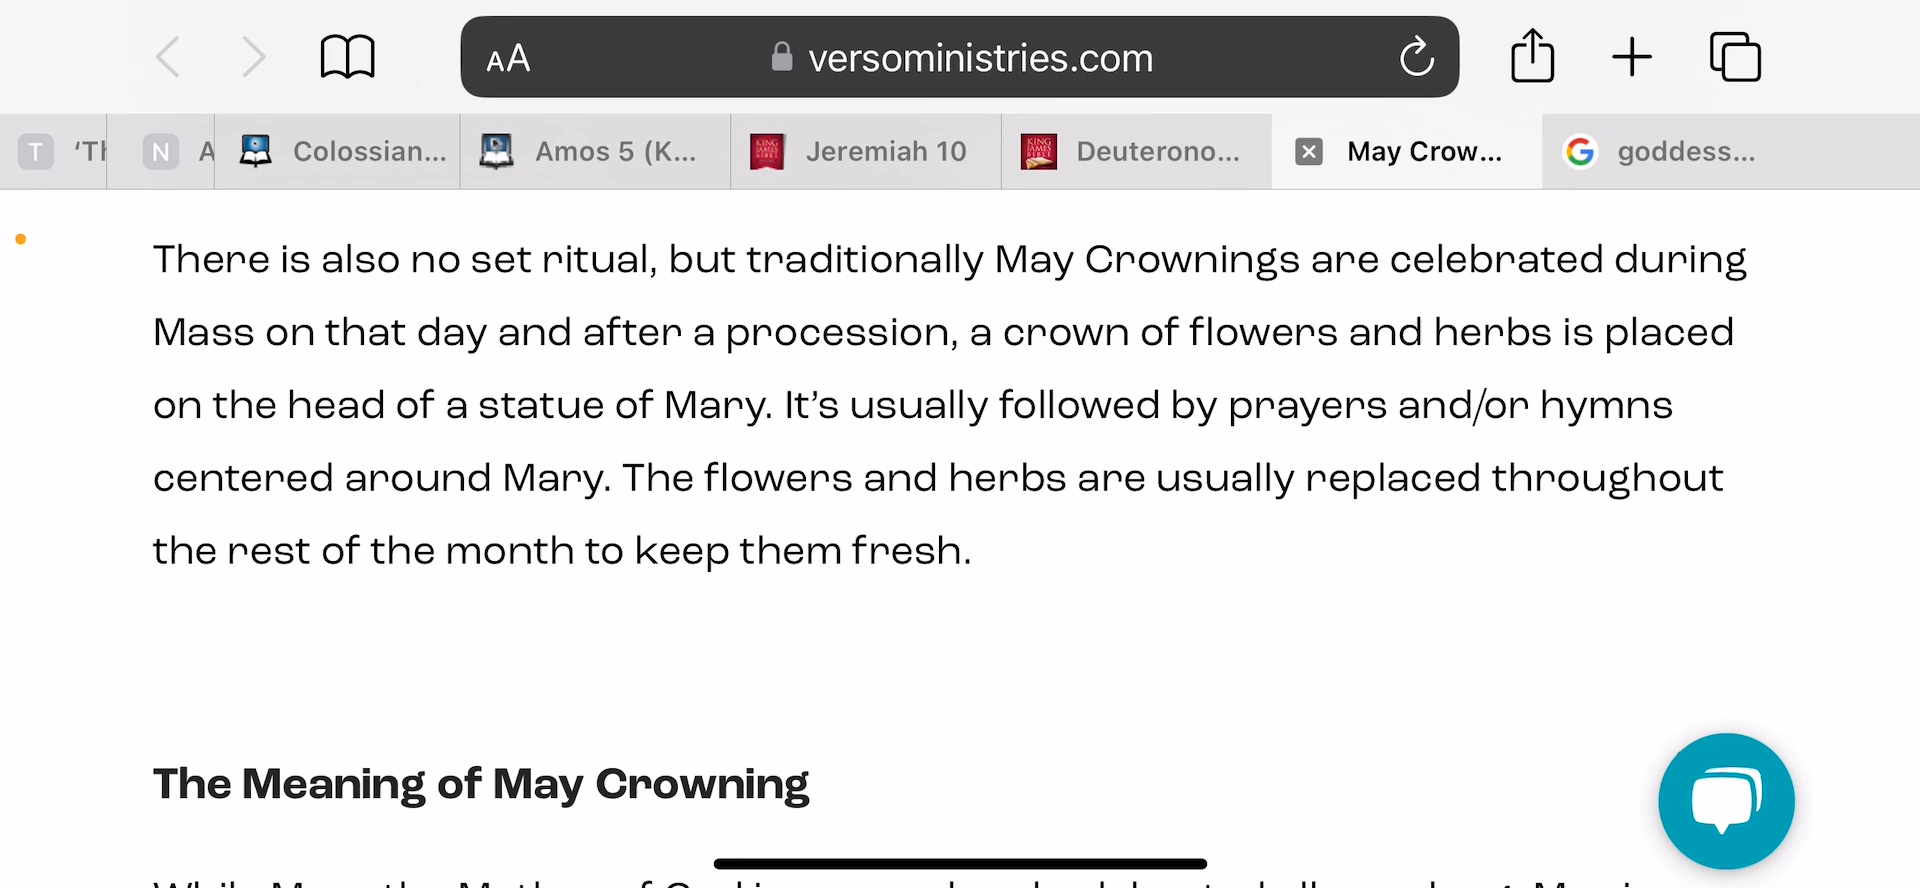 AA versoministries.com
T 'Th N A Colossian... Amos 5 (K... Jeremiah 10 Deuterono... May Crow... goddess...
There is also no set ritual, but traditionally May Crownings are celebrated during
Mass on that day and after a procession, a crown of flowers and herbs is placed
on the head of a statue of Mary. It’s usually followed by prayers and/or hymns
centered around Mary. The flowers and herbs are usually replaced throughout
the rest of the month to keep them fresh.
The Meaning of May Crowning